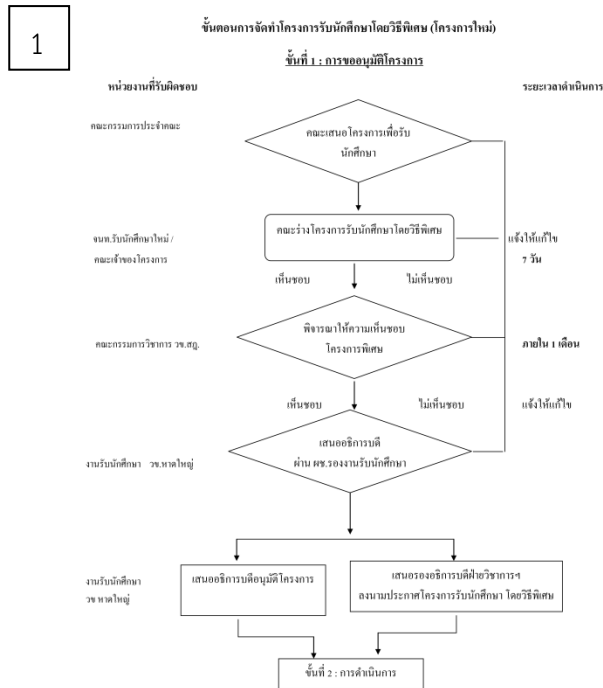 1
ขั้นตอนการจัดทำโครงการรับนักศึกษาโดยวิธีพิเศษ (โครงการใหม่)
ขั้นที่ 1 : การขออนุมัติโครงการ
หน่วยงานที่รับผิดชอบ
ระยะเวลาดำเนินการ
คณะกรรมการประจำคณะ
คณะเสนอโครงการเพื่อรับ
นักศึกษา
จนท.รับนักศึกษาใหม่ /
คณะเจ้าของโครงการ
คณะร่างโครงการรับนักศึกษาโดยวิธีพิเศษ
แจ้งให้แก้ไข
7 วัน
เห็นชอบ
ไม่เห็นชอบ
คณะกรรมการวิชาการ วข.สฎ.
พิจารณาให้ความเห็นชอบ
โครงการพิเศษ
ภายใน 1 เดือน
เห็นชอบ
ไม่เห็นชอบ
แจ้งให้แก้ไข
งานรับนักศึกษา วข.หาดใหญ่
เสนออธิการบดี
ผ่าน ผช.รองงานรับนักศึกษา
งานรับนักศึกษา
วข หาดใหญ่
เสนออธิการบดีอนุมัติโครงการ
เสนอรองอธิการบดีฝ่ายวิชาการฯ
ลงนามประกาศโครงการรับนักศึกษา โดยวิธีพิเศษ
ขั้นที่ 2 : การดำเนินการ